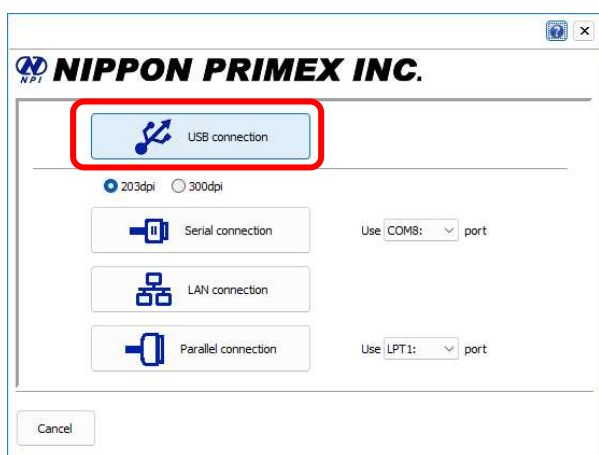 ?
NPI
NIPPON PRIMEX INC.
USB connection
203dpi 300dpi
Serial connection Use COM8: port
LAN connection
Parallel connection Use LPT1: port
Cancel